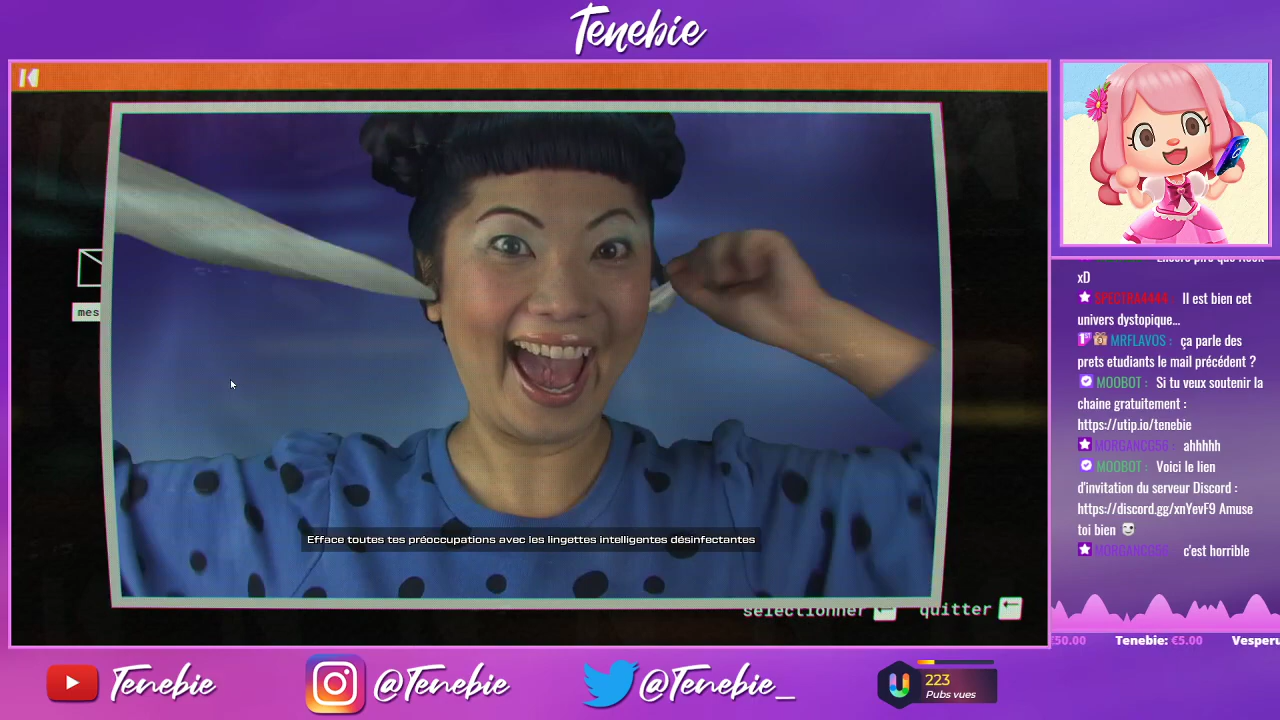 Tenebie
mes
Efface toutes tes préoccupations avec les lingettes intelligentes désinfectantes
sélectionner
quitter
xD
SPECTRA4444 : Il est bien cet
univers dystopique...
MRFLAVOS : ça parle des
prets etudiants le mail précédent ?
MOOBOT : Si tu veux soutenir la
chaine gratuitement :
https://utip.io/tenebie
MORGANCG56 : ahhhhh
MOOBOT : Voici le lien
d'invitation du serveur Discord :
https://discord.gg/xnYevF9 Amuse
toi bien
MORGANCG56 : c'est horrible
€50.00 Tenebie: €5.00 Vesperu
Tenebie
@Tenebie
@Tenebie_
223
Pubs vues